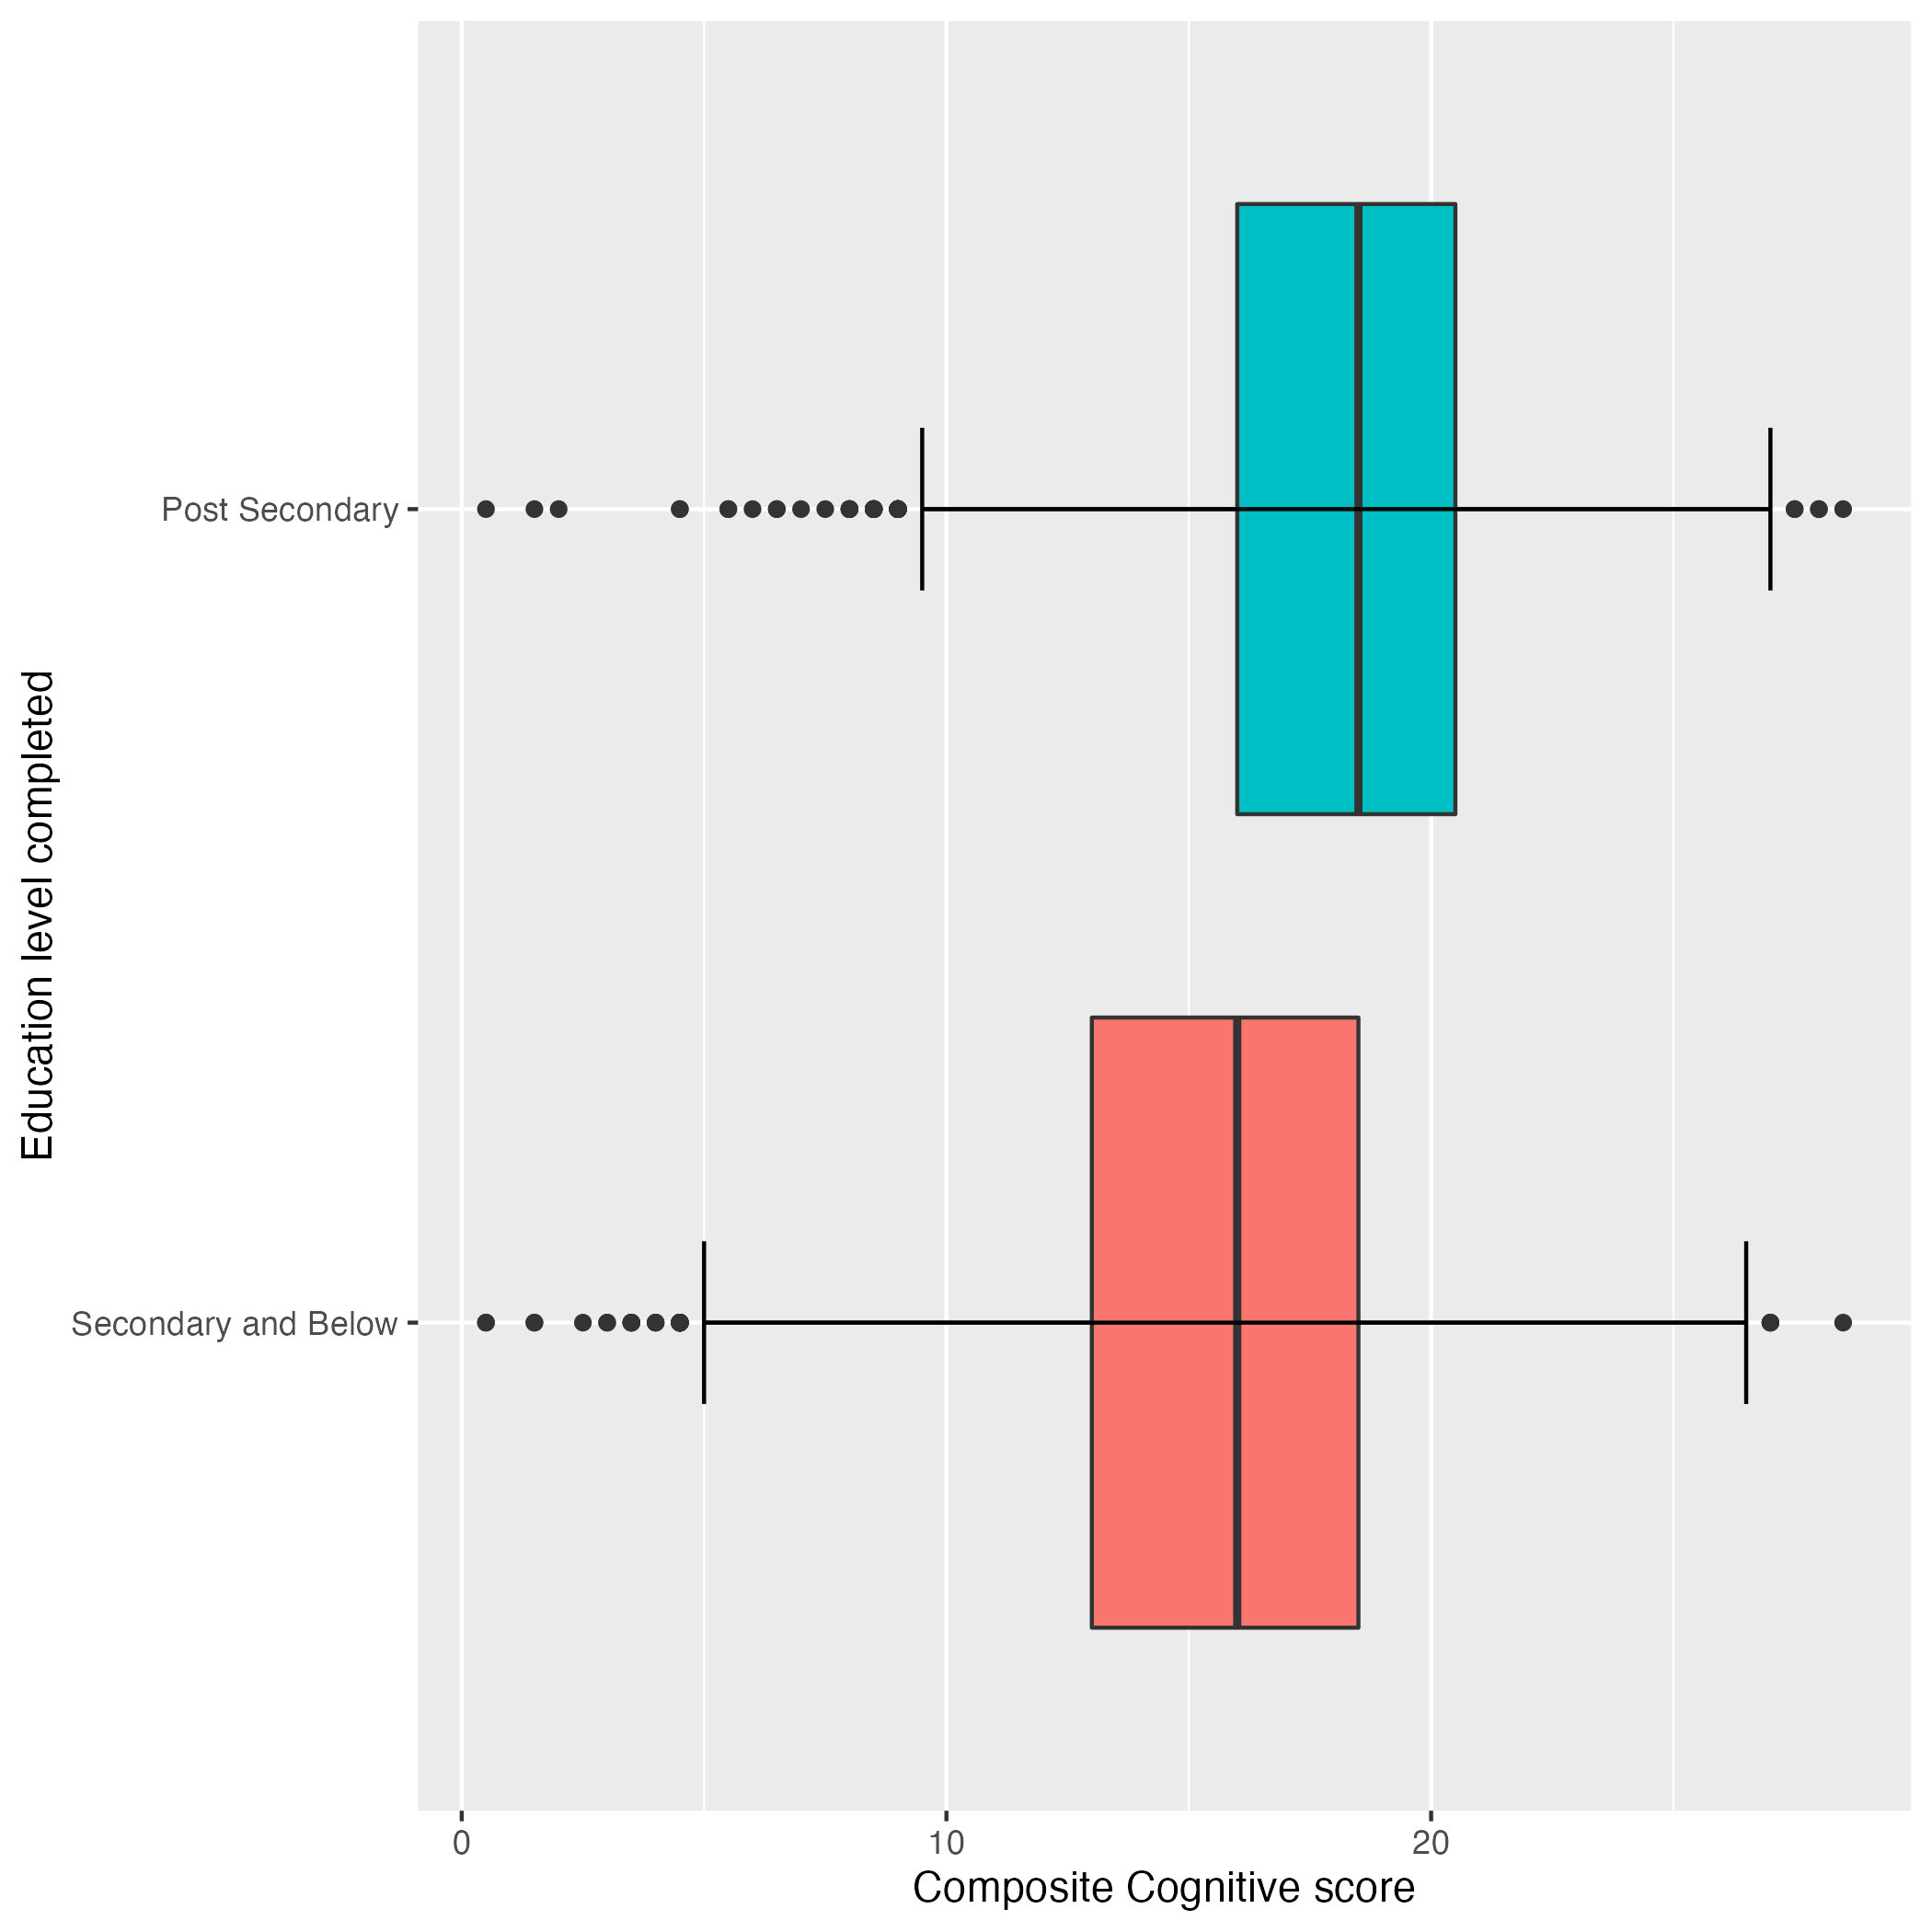 Education level completed
Post Secondary
Secondary and Below
0 10 20
Composite Cognitive score